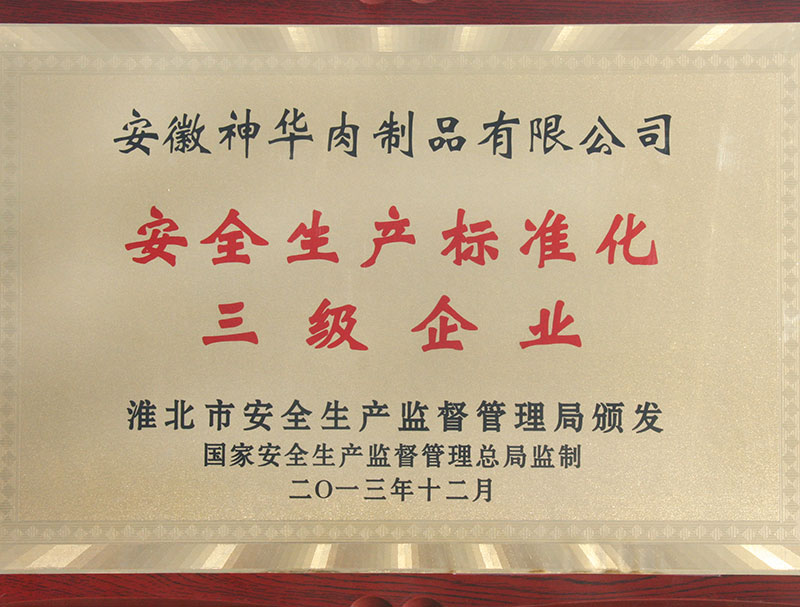 安徽神华肉制品有限公司
安全生产标准化
三级企业
淮北市安全生产监督管理局颁发
国家安全生产监督管理总局监制
二〇一三年十二月